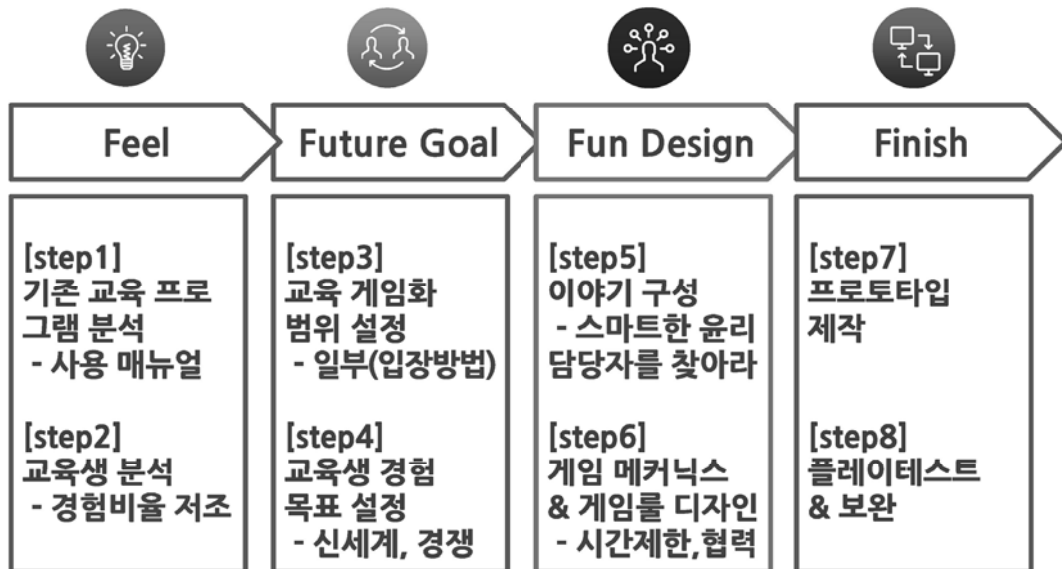 Feel
[step1]
기존 교육 프로
그램 분석
- 사용 매뉴얼
[step2]
교육생 분석
- 경험비율 저조
Future Goal
[step3]
교육 게임화
범위 설정
- 일부(입장방법)
[step4]
교육생 경험
목표 설정
- 신세계, 경쟁
Fun Design
[step5]
이야기 구성
- 스마트한 윤리
담당자를 찾아라
[step6]
게임 메커닉스
& 게임룰 디자인
- 시간제한,협력
Finish
[step7]
프로토타입
제작
[step8]
플레이테스트
& 보완